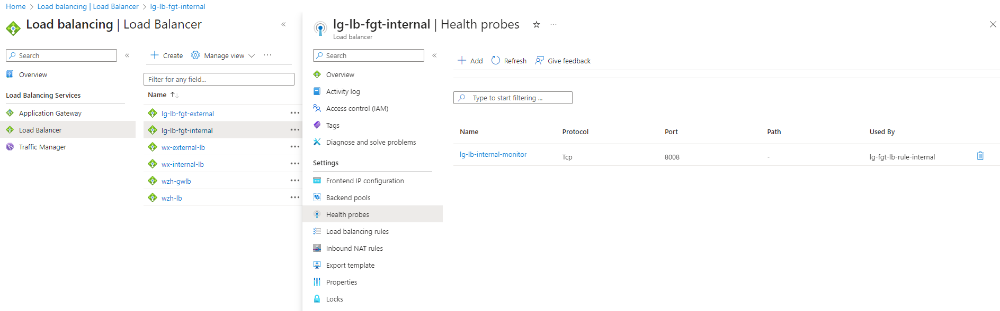 Home > Load balancing | Load Balancer > lg-lb-fgt-internal
Load balancing | Load Balancer
Search
Overview
Load Balancing Services
Application Gateway
Load Balancer
Traffic Manager
Create
Manage view
Filter for any field...
Name
lg-lb-fgt-external
lg-lb-fgt-internal
wx-external-lb
wx-internal-lb
wzh-gwlb
wzh-lb
lg-lb-fgt-internal | Health probes
Load balancer
Search
Overview
Activity log
Access control (IAM)
Tags
Diagnose and solve problems
Settings
Frontend IP configuration
Backend pools
Health probes
Load balancing rules
Inbound NAT rules
Export template
Properties
Locks
Add Refresh Give feedback
Type to start filtering ...
Name Protocol Port Path Used By
lg-lb-internal-monitor Tcp 8008 - lg-fgt-lb-rule-internal